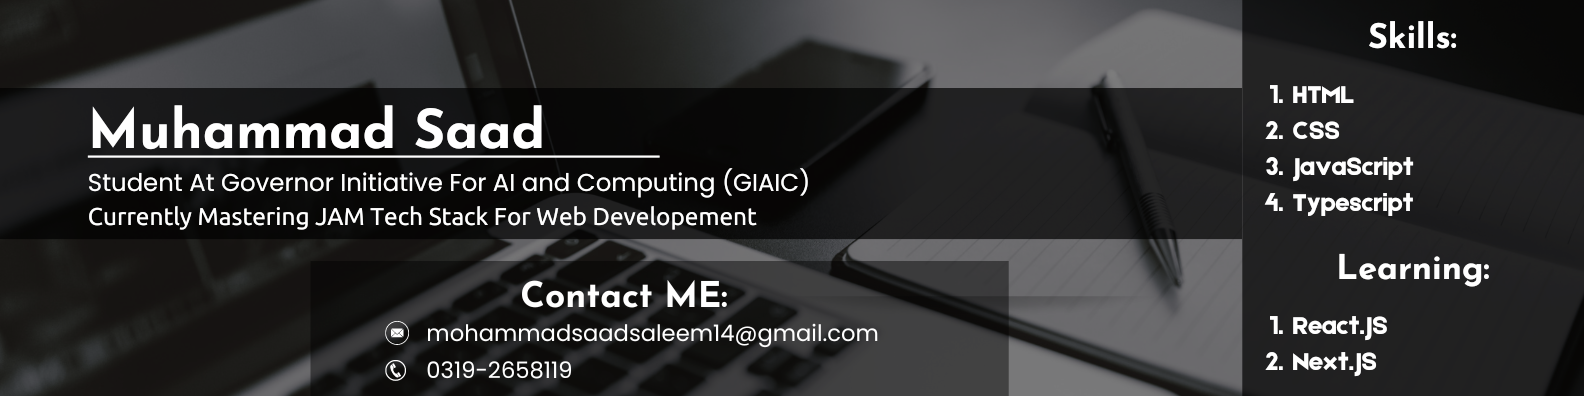 Muhammad Saad
Student At Governor Initiative For AI and Computing (GIAIC)
Currently Mastering JAM Tech Stack For Web Developement
Contact ME:
mohammadsaadsaleem14@gmail.com
0319-2658119
Skills:
1. HTML
2. CSS
3. JavaScript
4. Typescript
Learning:
1. React.JS
2. Next.JS